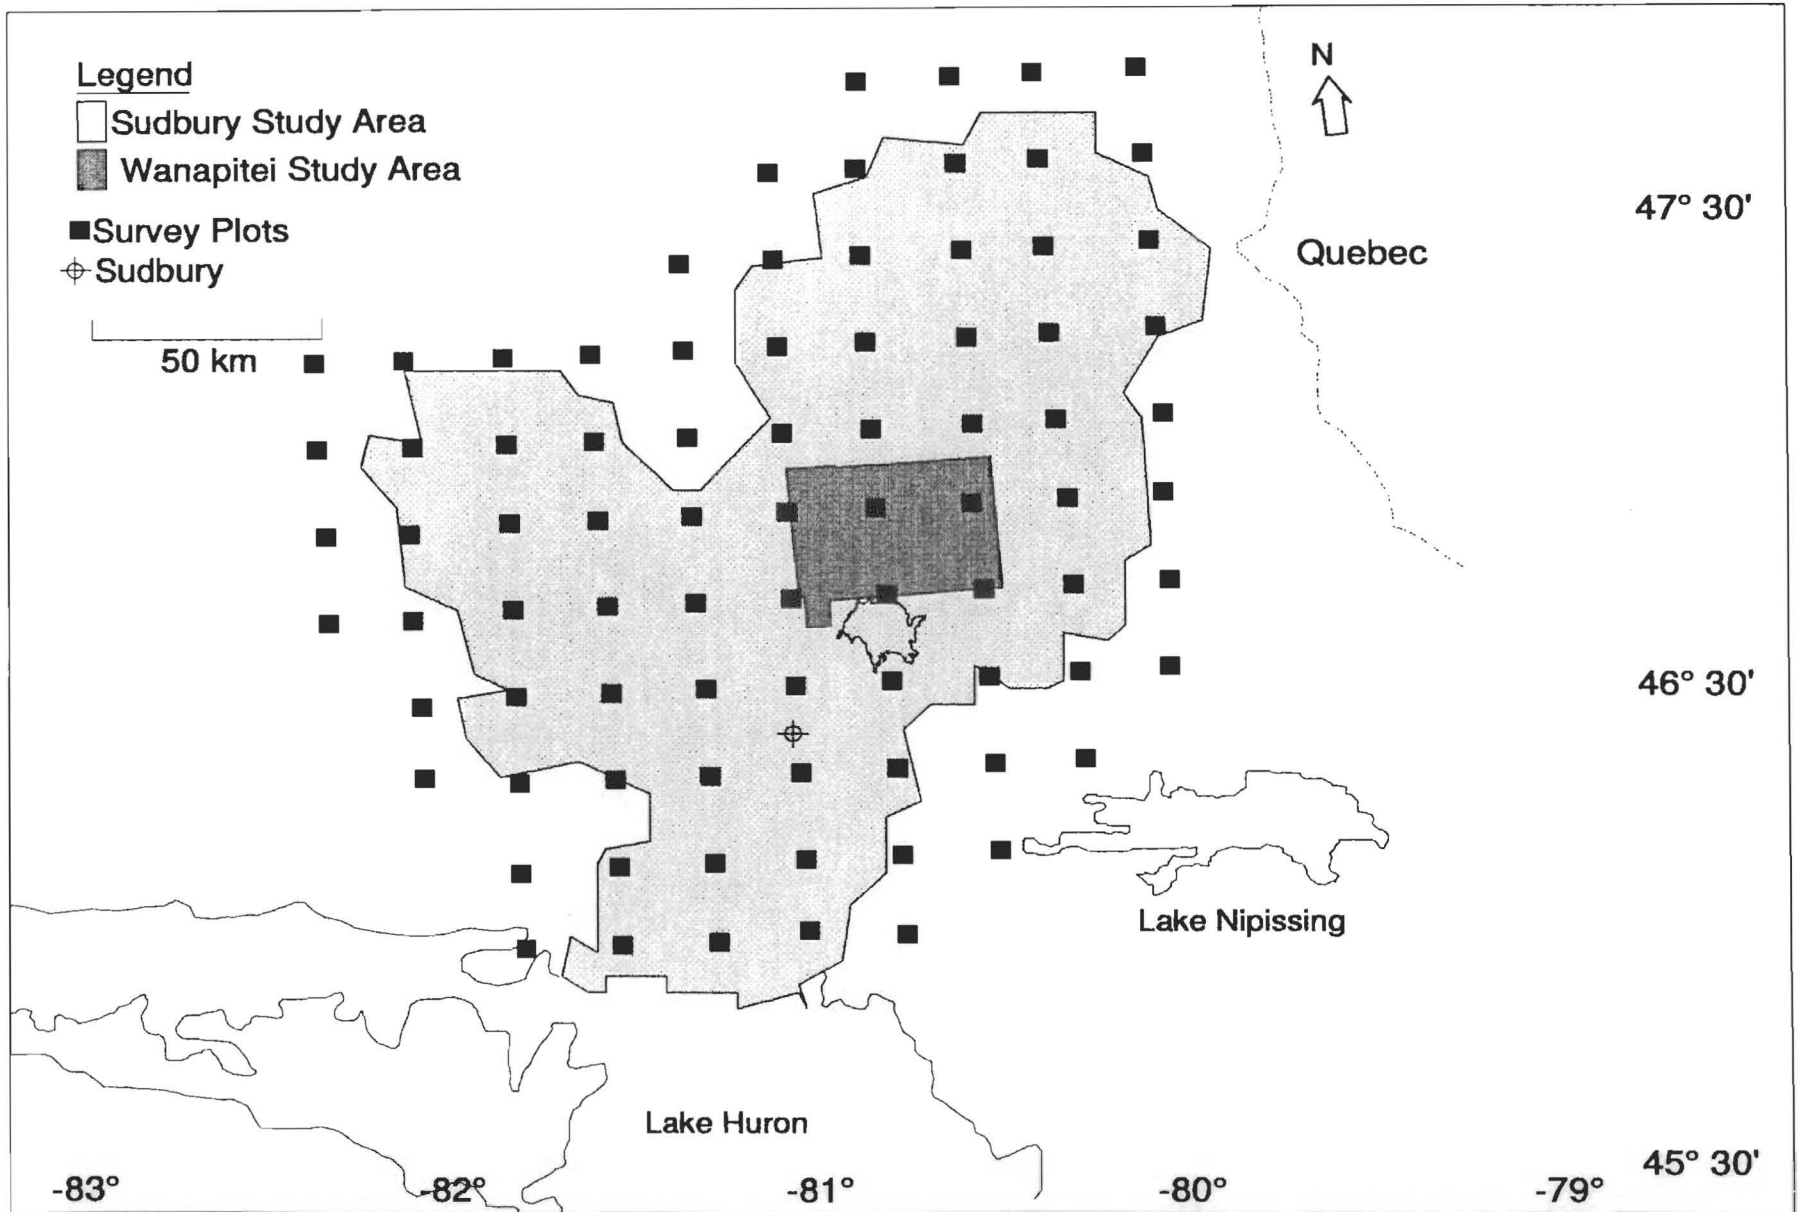 Legend
Sudbury Study Area
Wanapitei Study Area
Survey Plots
Sudbury
50 km
N
47° 30'
Quebec
46° 30'
Lake Nipissing
Lake Huron
45° 30'
-83°
-82°
-81°
-80°
-79°